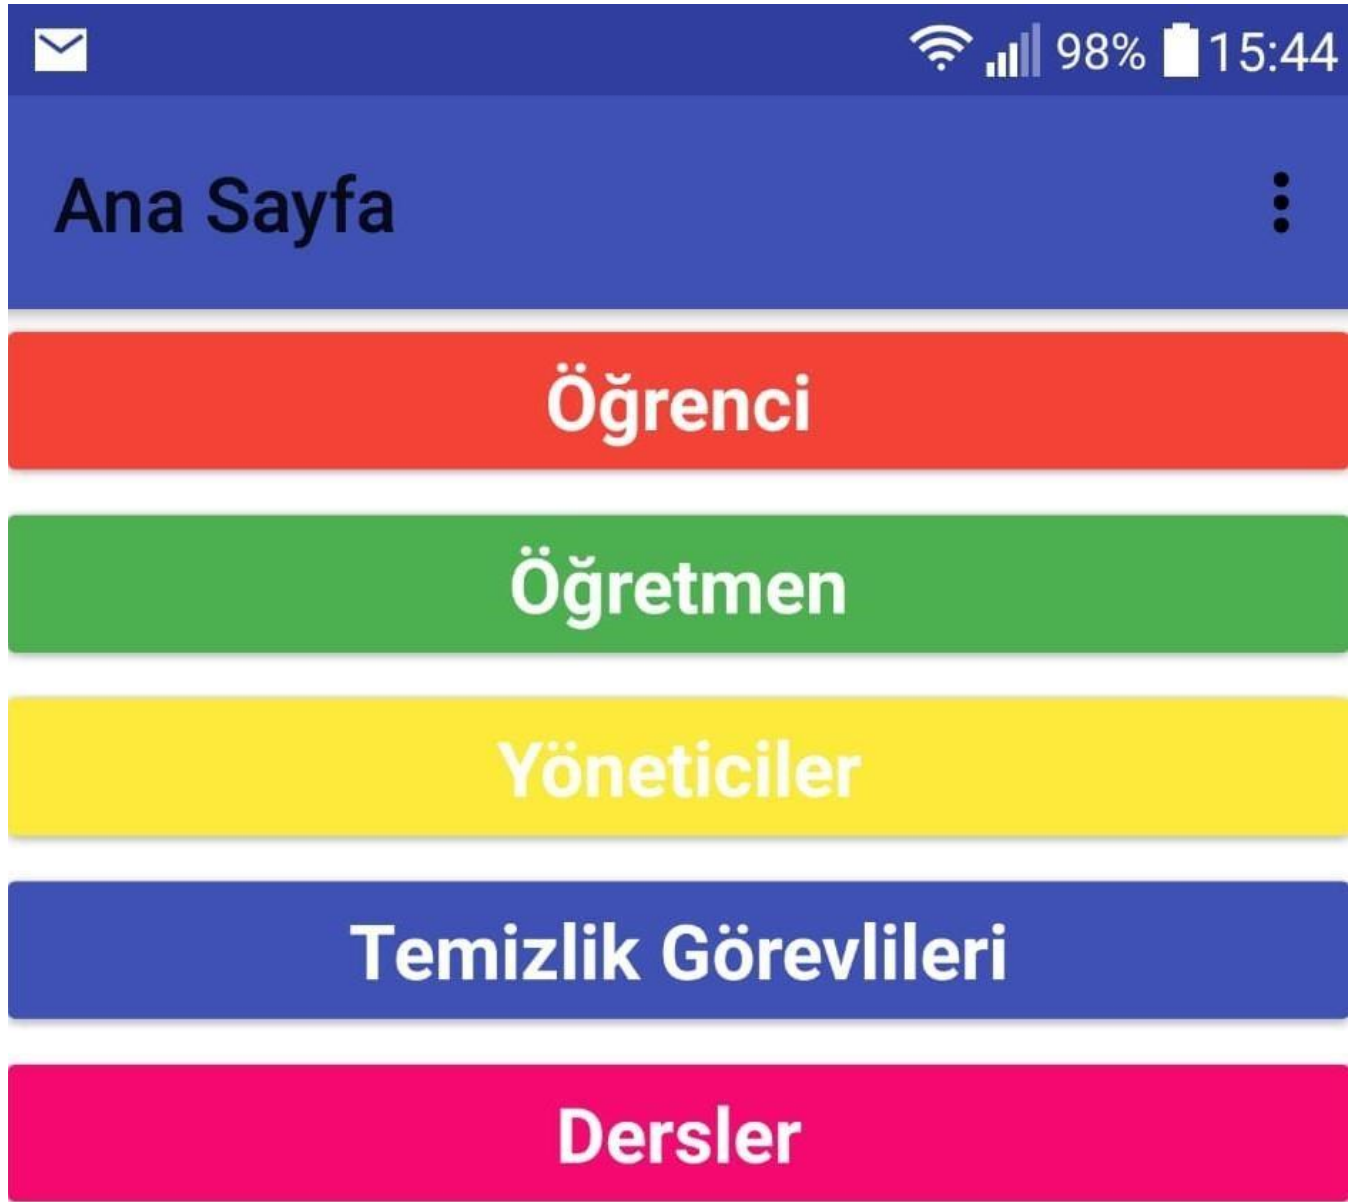 98% 15:44
Ana Sayfa
Öğrenci
Öğretmen
Yöneticiler
Temizlik Görevlileri
Dersler